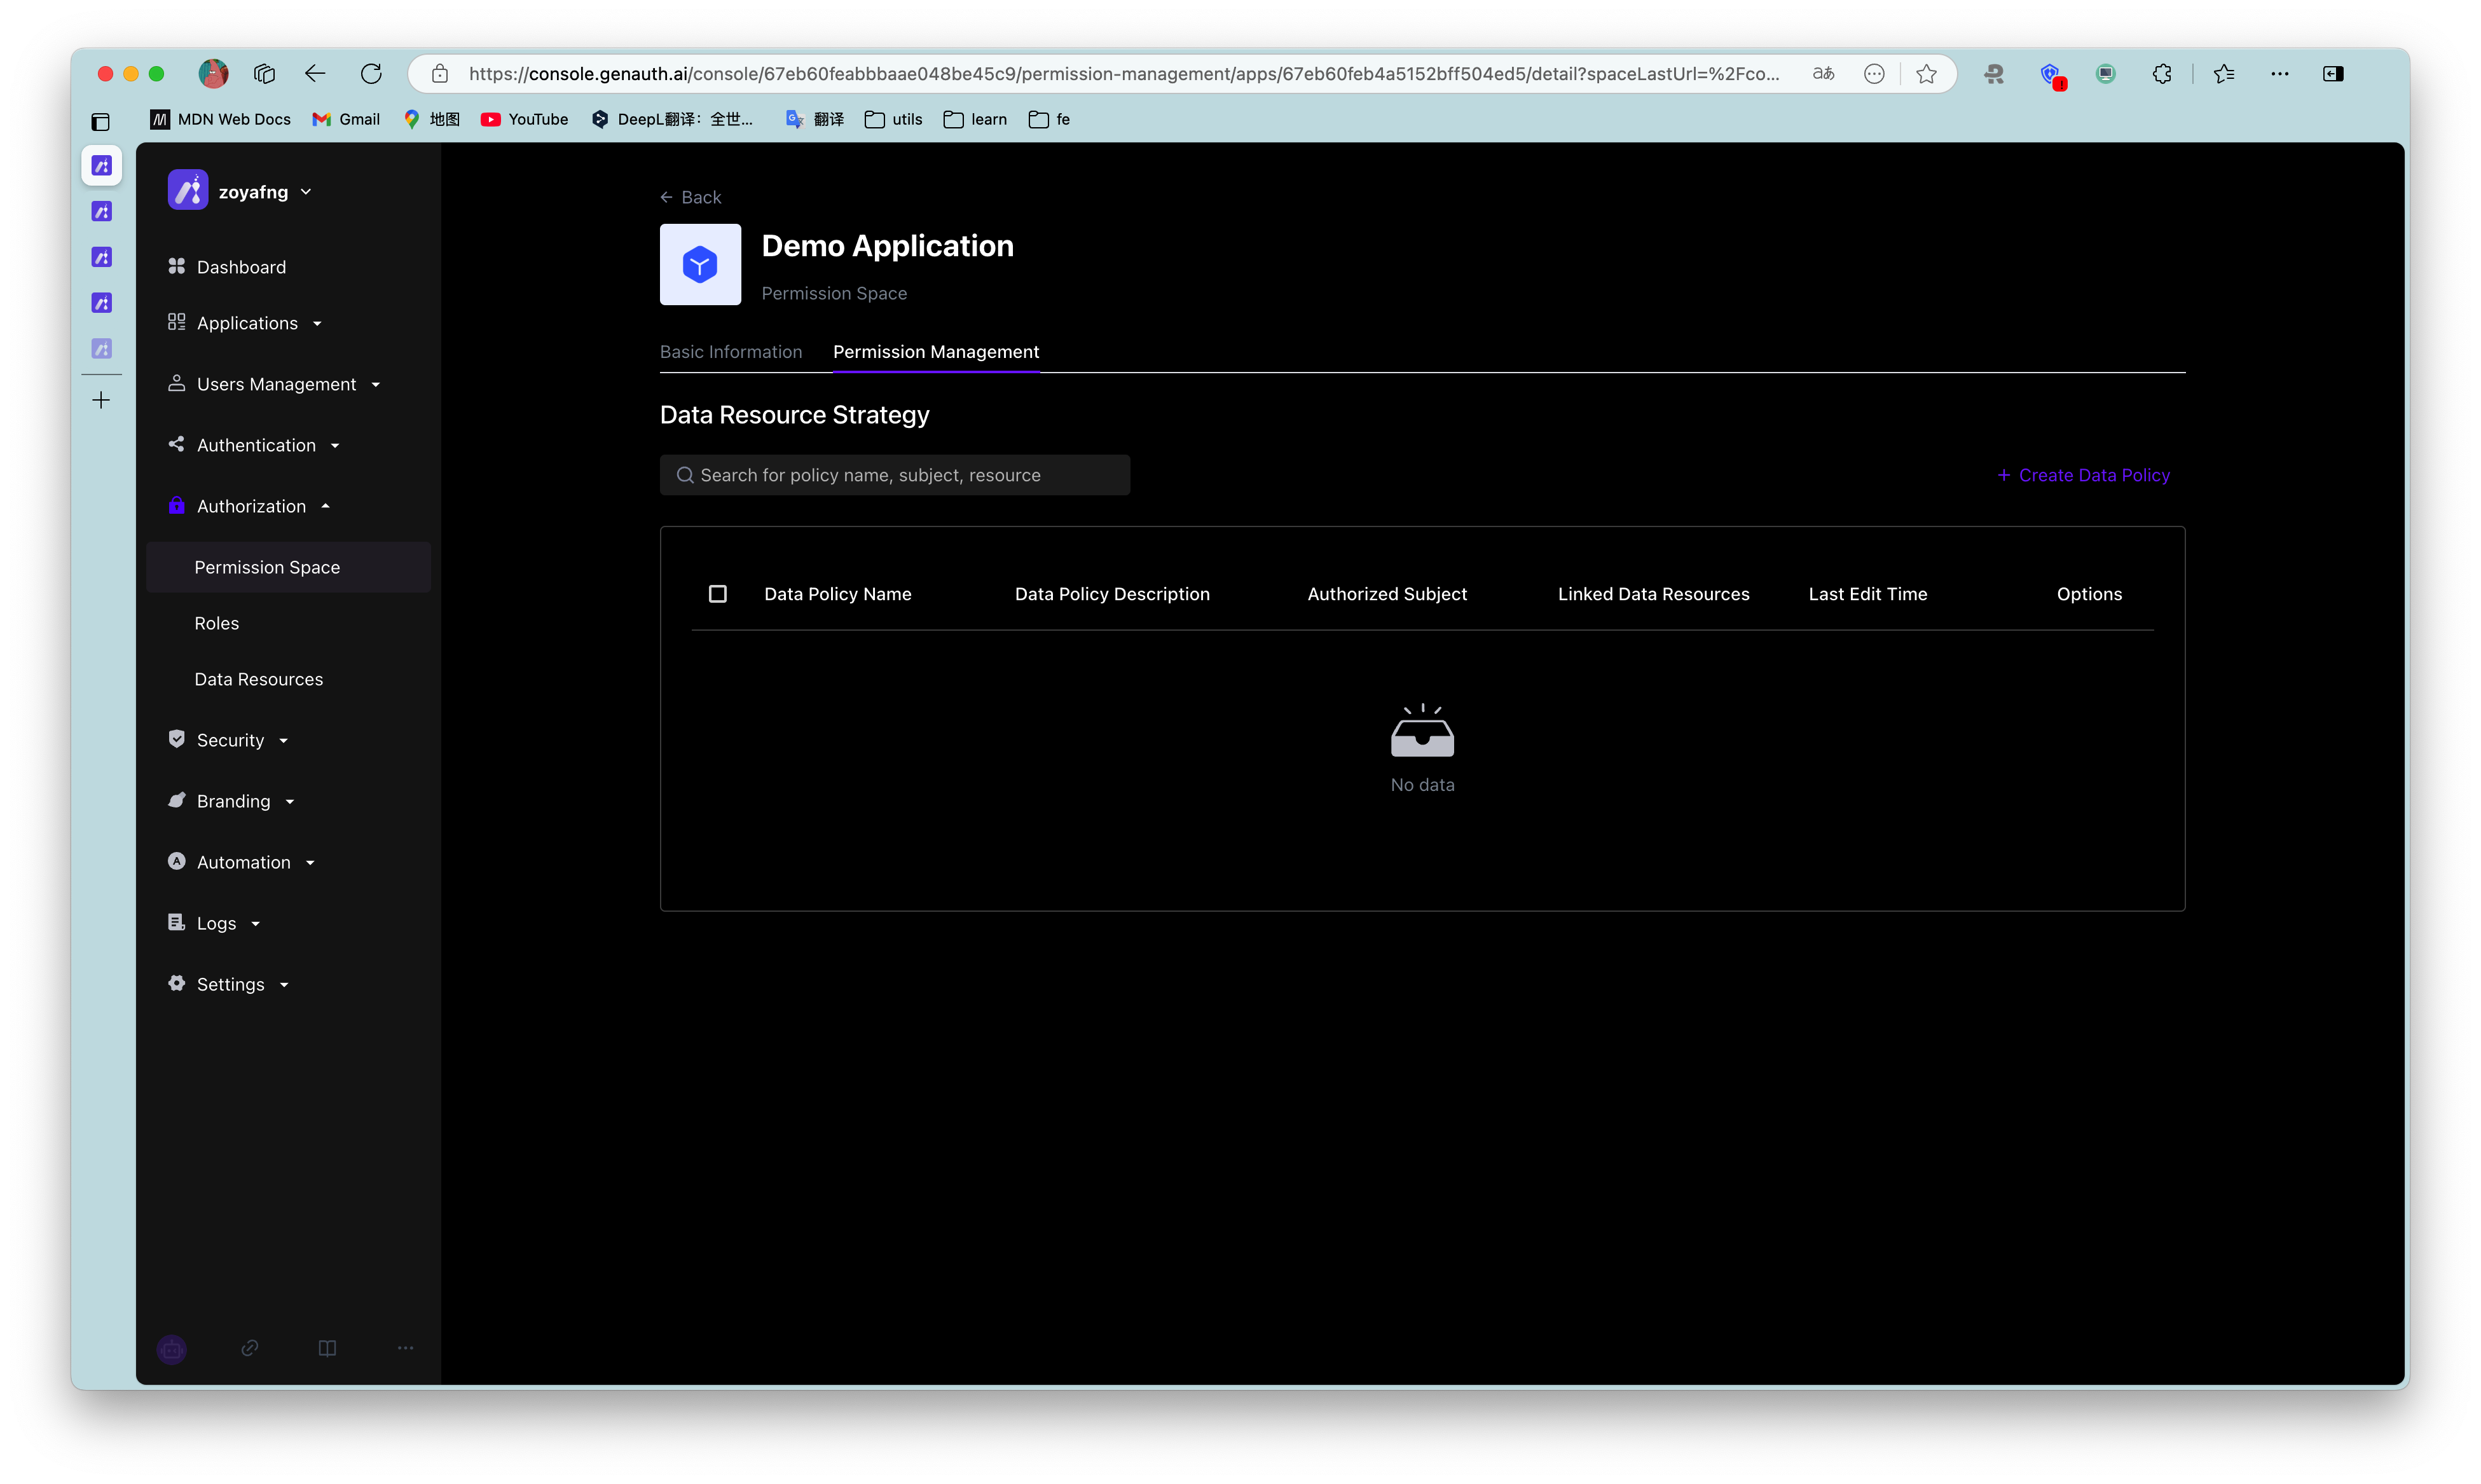 https://console.genauth.ai/console/67eb60feabbbaae048be45c9/permission-management/apps/67eb60feb4a5152bff504ed5/detail?spaceLastUrl=%2Fco...
aあ
MDN Web Docs
Gmail
地图
YouTube
DeepL翻译：全世...
翻译
utils
learn
fe
zoyafng
Dashboard
Applications
Users Management
Authentication
Authorization
Permission Space
Roles
Data Resources
Security
Branding
Automation
Logs
Settings
Back
Demo Application
Permission Space
Basic Information
Permission Management
Data Resource Strategy
Search for policy name, subject, resource
+ Create Data Policy
Data Policy Name
Data Policy Description
Authorized Subject
Linked Data Resources
Last Edit Time
Options
No data